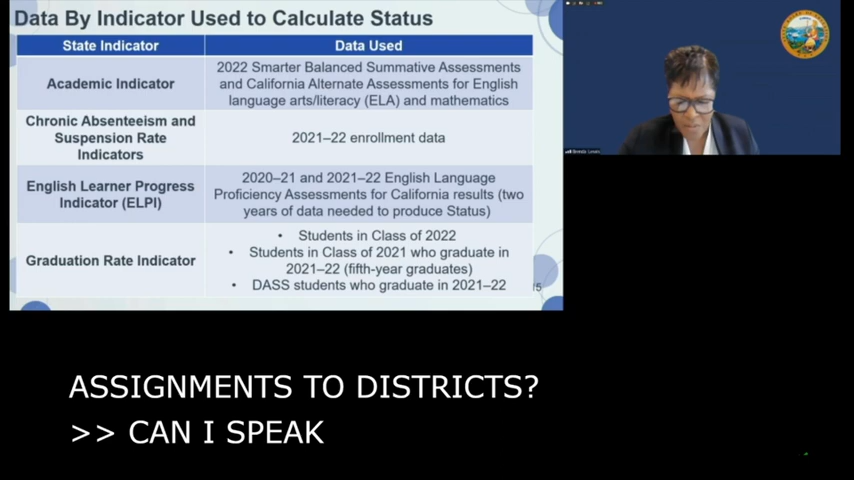 Data By Indicator Used to Calculate Status
State Indicator
Data Used
Academic Indicator
2022 Smarter Balanced Summative Assessments
and California Alternate Assessments for English
language arts/literacy (ELA) and mathematics
Chronic Absenteeism and
Suspension Rate
Indicators
2021–22 enrollment data
English Learner Progress
Indicator (ELPI)
2020–21 and 2021–22 English Language
Proficiency Assessments for California results (two
years of data needed to produce Status)
Graduation Rate Indicator
• Students in Class of 2022
• Students in Class of 2021 who graduate in
2021–22 (fifth-year graduates)
• DASS students who graduate in 2021–22
ASSIGNMENTS TO DISTRICTS?
>> CAN I SPEAK